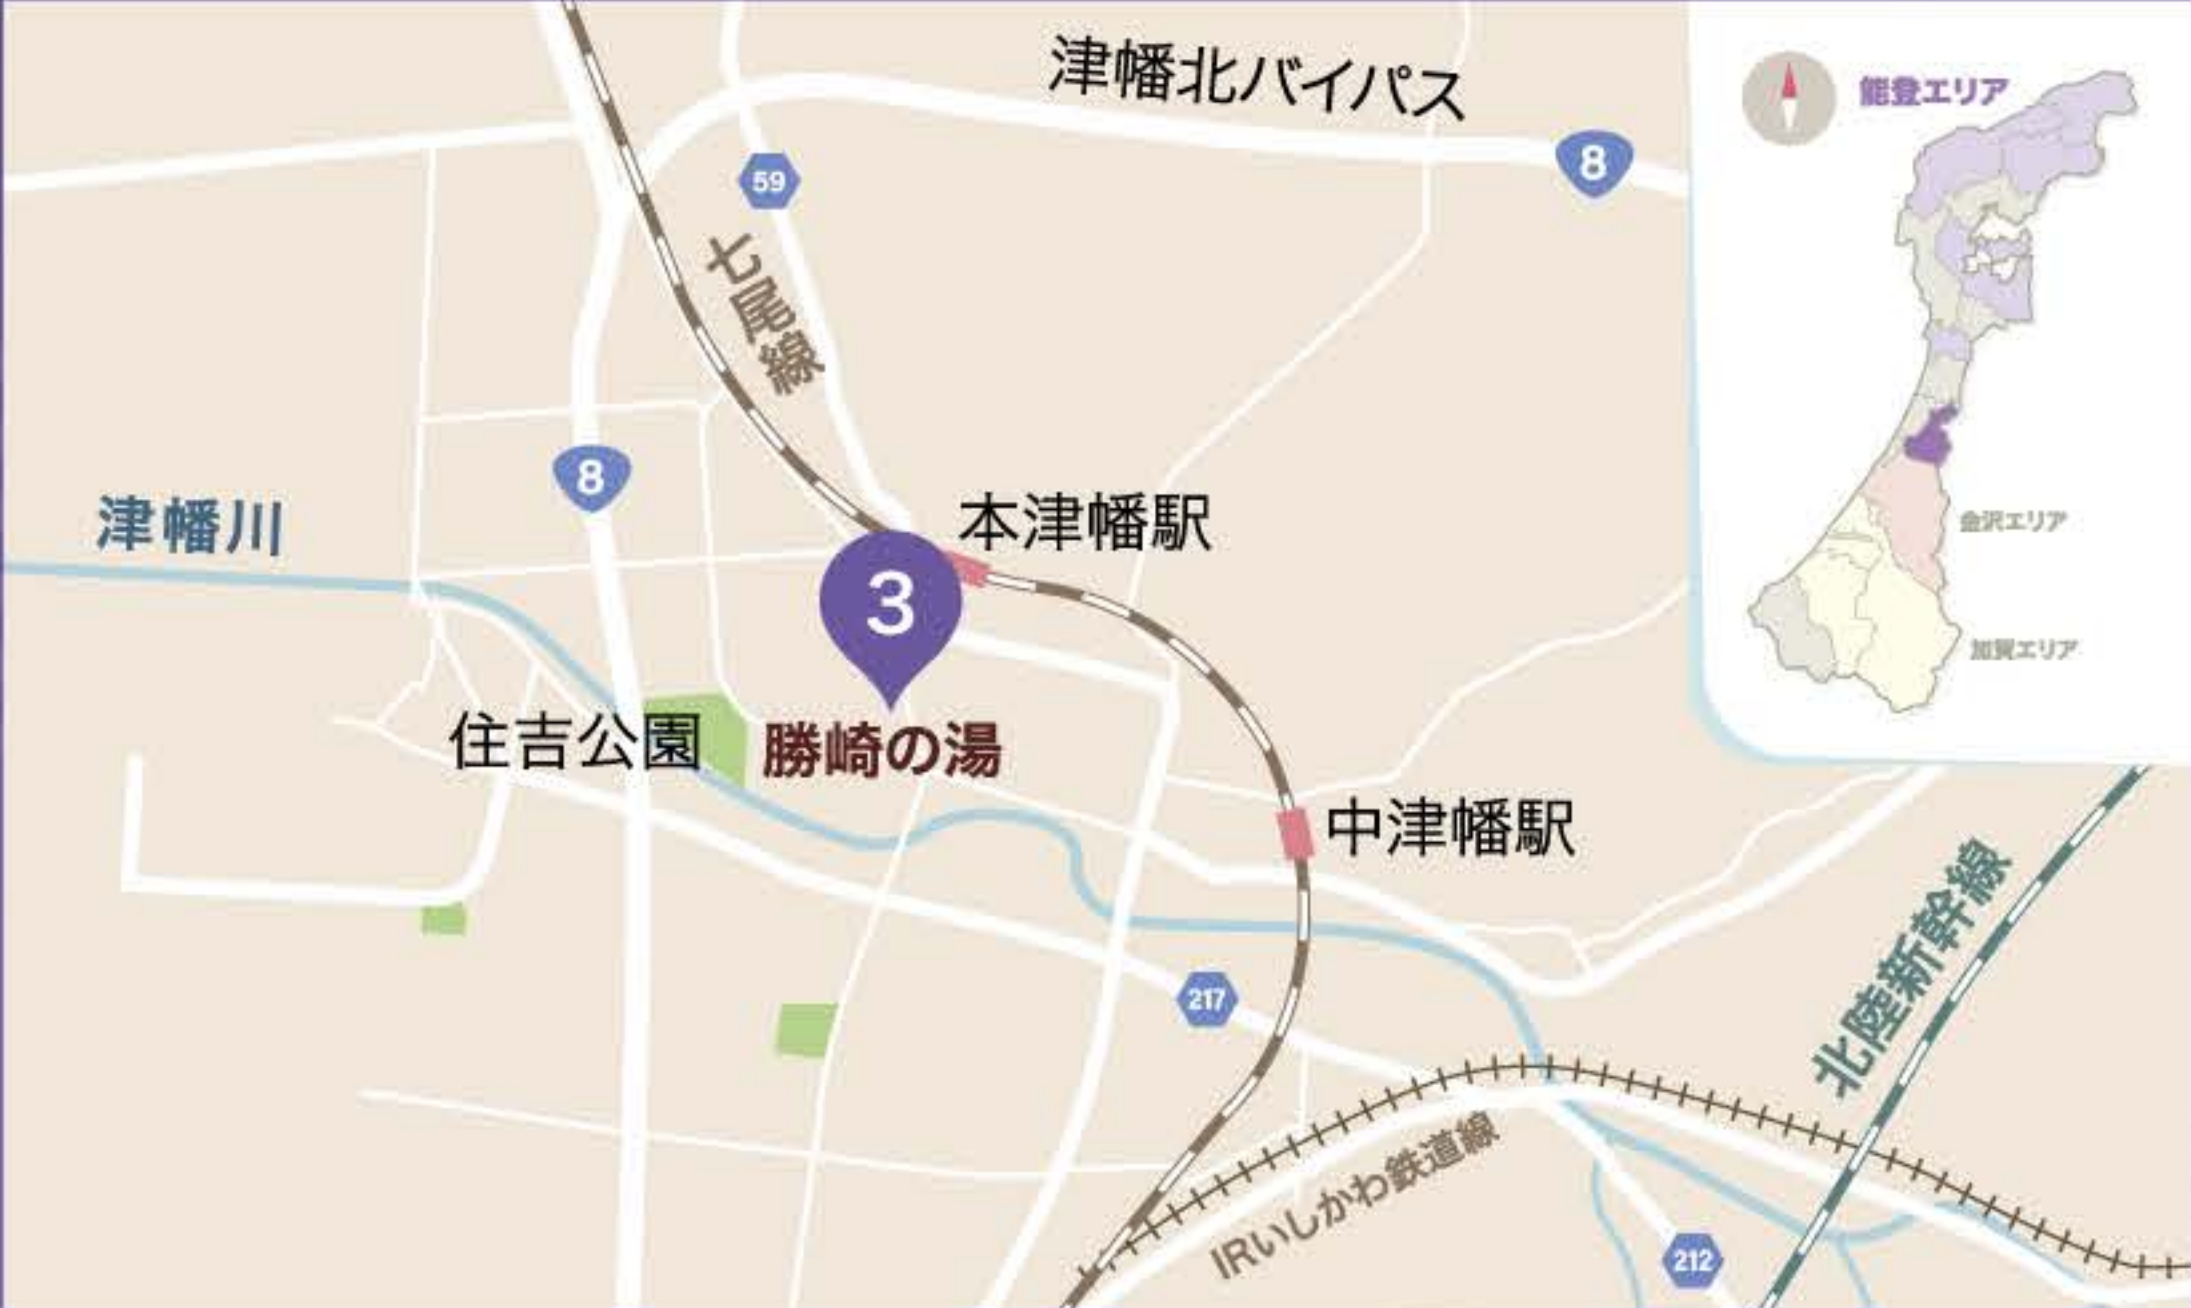 津幡北バイパス
8
59
七尾線
8
津幡川
本津幡駅
3
住吉公園
勝崎の湯
中津幡駅
217
北陸新幹線
IRいしかわ鉄道線
212
能登エリア
金沢エリア
加賀エリア